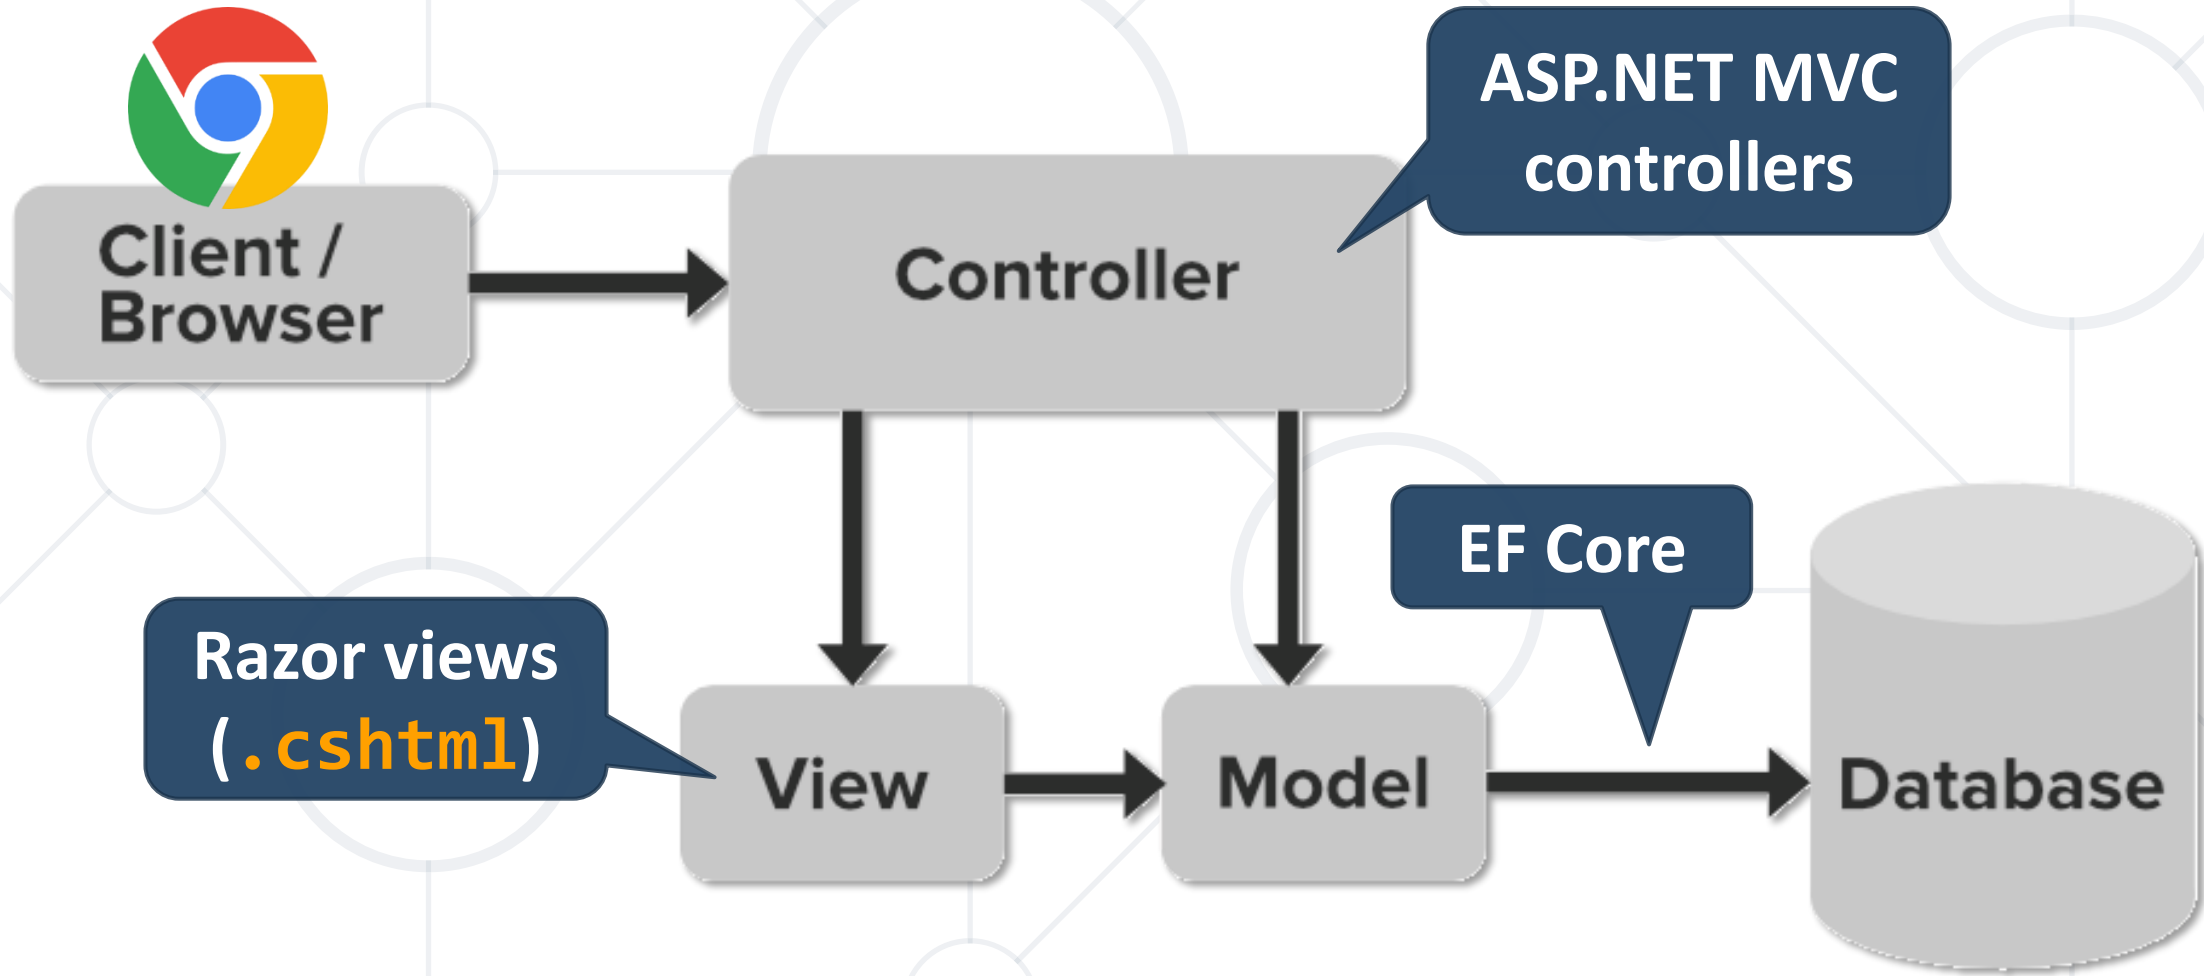 ASP.NET MVC
controllers
Client /
Browser
Controller
EF Core
Razor views
(.cshtml)
View
Model
Database